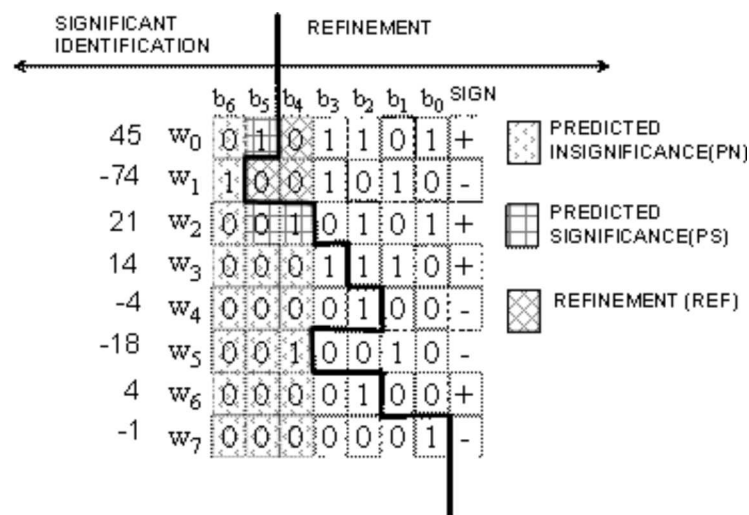 SIGNIFICANT IDENTIFICATION
REFINEMENT
b6 b5 b4 b3 b2 b1 b0 SIGN
45 w0 0 1 0 1 1 0 1 +
-74 w1 1 0 0 1 0 1 0 -
21 w2 0 0 1 0 1 0 1 +
14 w3 0 0 0 1 1 1 0 +
-4 w4 0 0 0 0 1 0 0 -
-18 w5 0 0 1 0 0 1 0 -
4 w6 0 0 0 0 1 0 0 +
-1 w7 0 0 0 0 0 0 1 -
PREDICTED
INSIGNIFICANCE(PN)
PREDICTED
SIGNIFICANCE(PS)
REFINEMENT (REF)